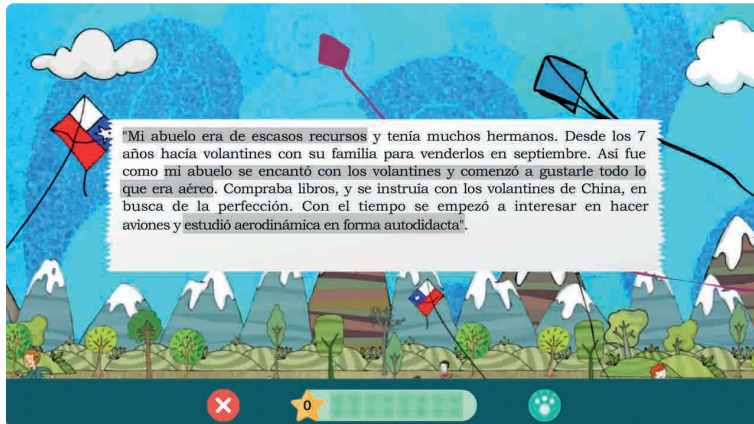 "Mi abuelo era de escasos recursos y tenía muchos hermanos. Desde los 7
años hacía volantines con su familia para venderlos en septiembre. Así fue
como mi abuelo se encantó con los volantines y comenzó a gustarle todo lo
que era aéreo. Compraba libros, y se instruía con los volantines de China, en
busca de la perfección. Con el tiempo se empezó a interesar en hacer
aviones y estudió aerodinámica en forma autodidacta".
0